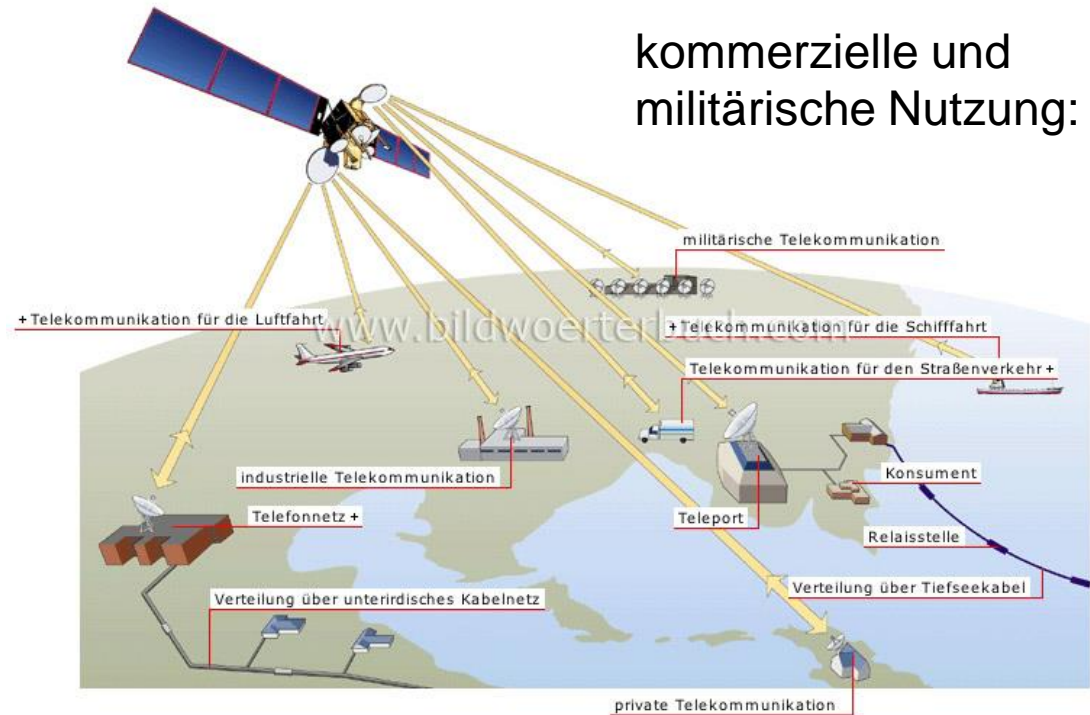 kommerzielle und
militärische Nutzung:
militärische Telekommunikation
+Telekommunikation für die Luftfahrt
www.bildwoerterbuch.com
+Telekommunikation für die Schifffahrt
Telekommunikation für den Straßenverkehr+
industrielle Telekommunikation
Konsument
Telefonnetz+
Teleport
Relaisstelle
Verteilung über unterirdisches Kabelnetz
Verteilung über Tiefseekabel
private Telekommunikation